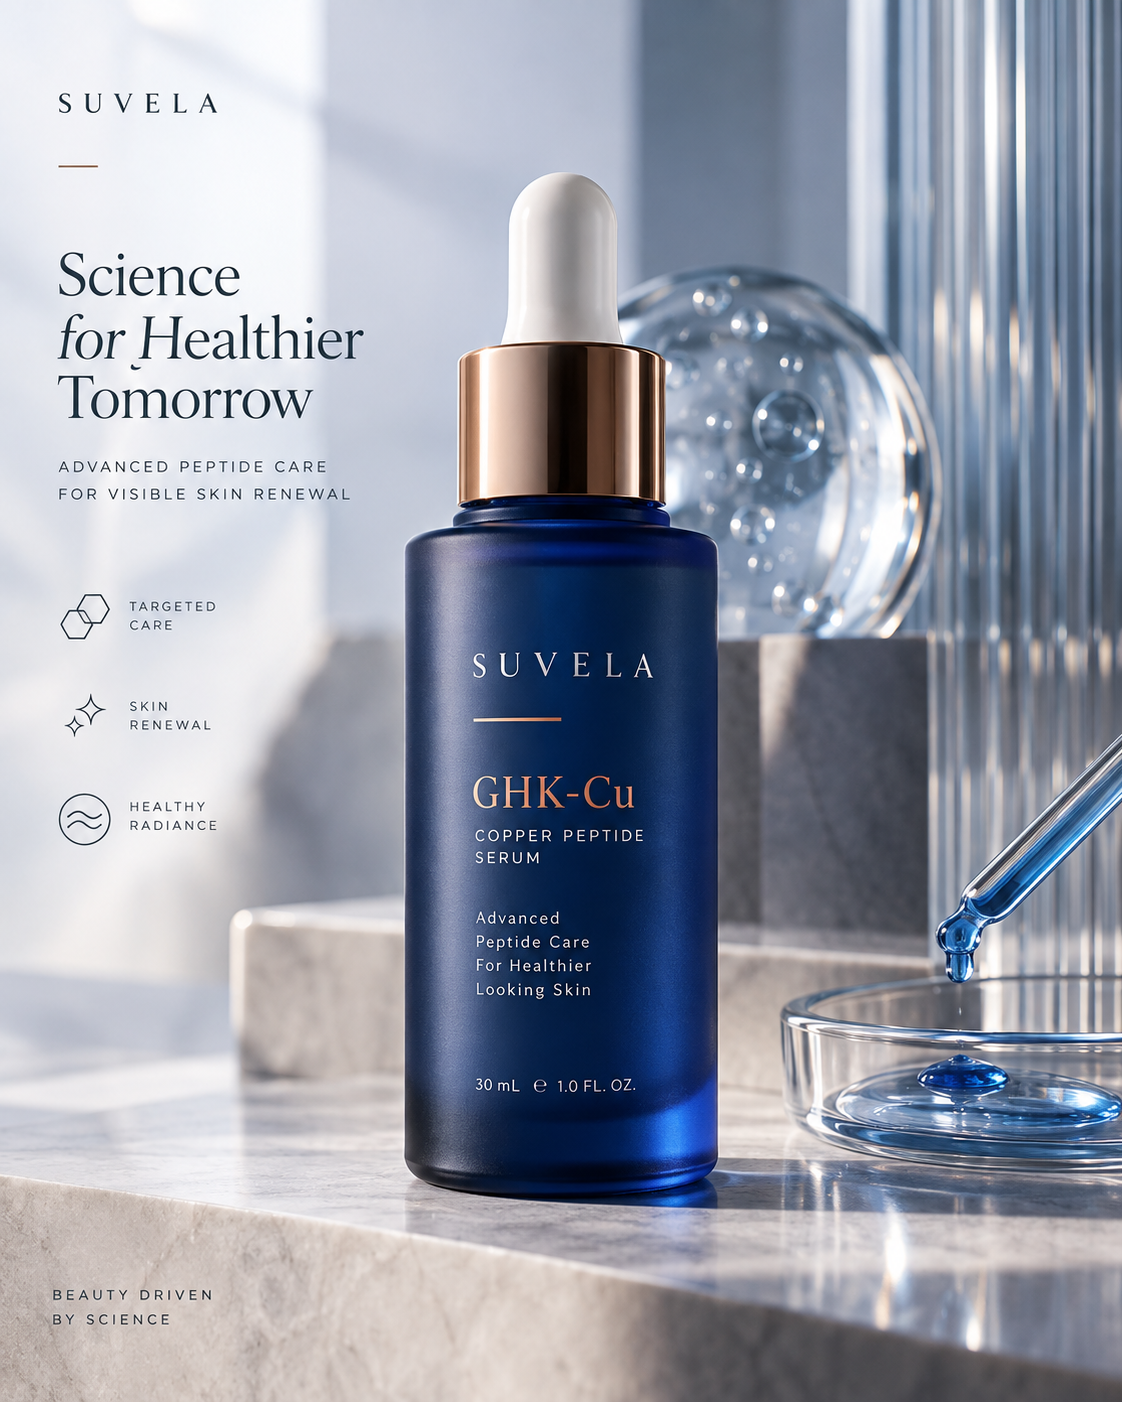 SUVELA
Science
for Healthier
Tomorrow
ADVANCED PEPTIDE CARE
FOR VISIBLE SKIN RENEWAL
TARGETED
CARE
SKIN
RENEWAL
HEALTHY
RADIANCE
SUVELA
GHK-Cu
COPPER PEPTIDE
SERUM
Advanced
Peptide Care
For Healthier
Looking Skin
30 mL ℮ 1.0 FL. OZ.
BEAUTY DRIVEN
BY SCIENCE